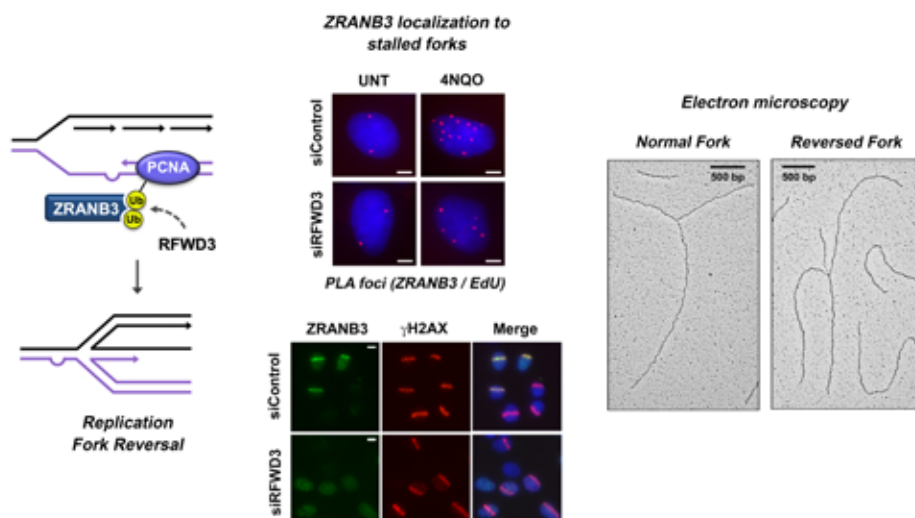 PCNA
Ub
ZRANB3
Ub
RFWD3
Replication
Fork Reversal
ZRANB3 localization to
stalled forks
UNT 4NQO
siControl
siRFWD3
PLA foci (ZRANB3 / EdU)
ZRANB3 γH2AX Merge
siControl
siRFWD3
Electron microscopy
Normal Fork Reversed Fork
500 bp 500 bp